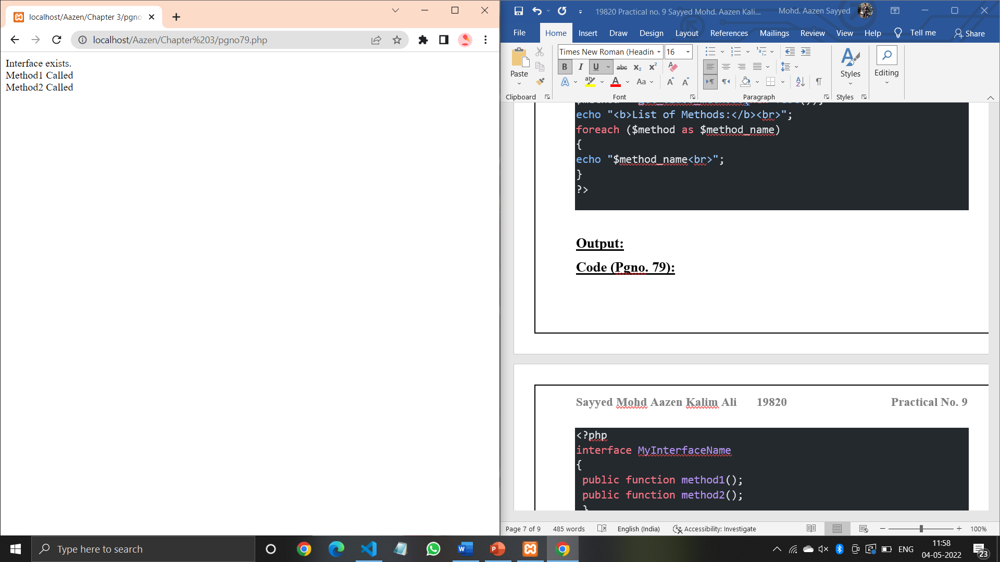 localhost/Aazen/Chapter 3/pgno
localhost/Aazen/Chapter%203/pgno79.php
Interface exists.
Method1 Called
Method2 Called
19820 Practical no. 9 Sayyed Mohd. Aazen Kali...
Mohd. Aazen Sayyed
File Home Insert Draw Design Layout References Mailings Review View Help Tell me Share
Paste
Clipboard
Times New Roman (Headin 16
B I U abc X₂ X²
A ab A Aa A A
Font
Paragraph
Styles
Styles
Editing
echo "<b>List of Methods:</b><br>";
foreach ($method as $method_name)
{
echo "$method_name<br>";
}
?>
Output:
Code (Pgno. 79):
Sayyed Mohd Aazen Kalim Ali 19820 Practical No. 9
<?php
interface MyInterfaceName
{
public function method1();
public function method2();
}
Page 7 of 9 485 words English (India) Accessibility: Investigate 100%
Type here to search
ENG
11:58
04-05-2022
23